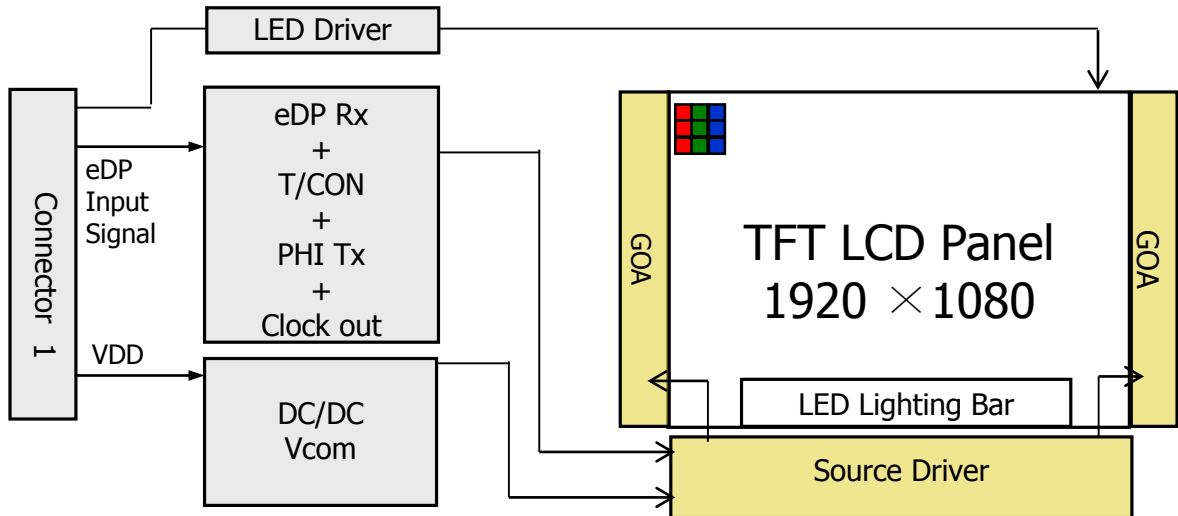 LED Driver
Connector 1
eDP
Input
Signal
VDD
eDP Rx
+
T/CON
+
PHI Tx
+
Clock out
DC/DC
Vcom
GOA
TFT LCD Panel
1920 × 1080
GOA
LED Lighting Bar
Source Driver